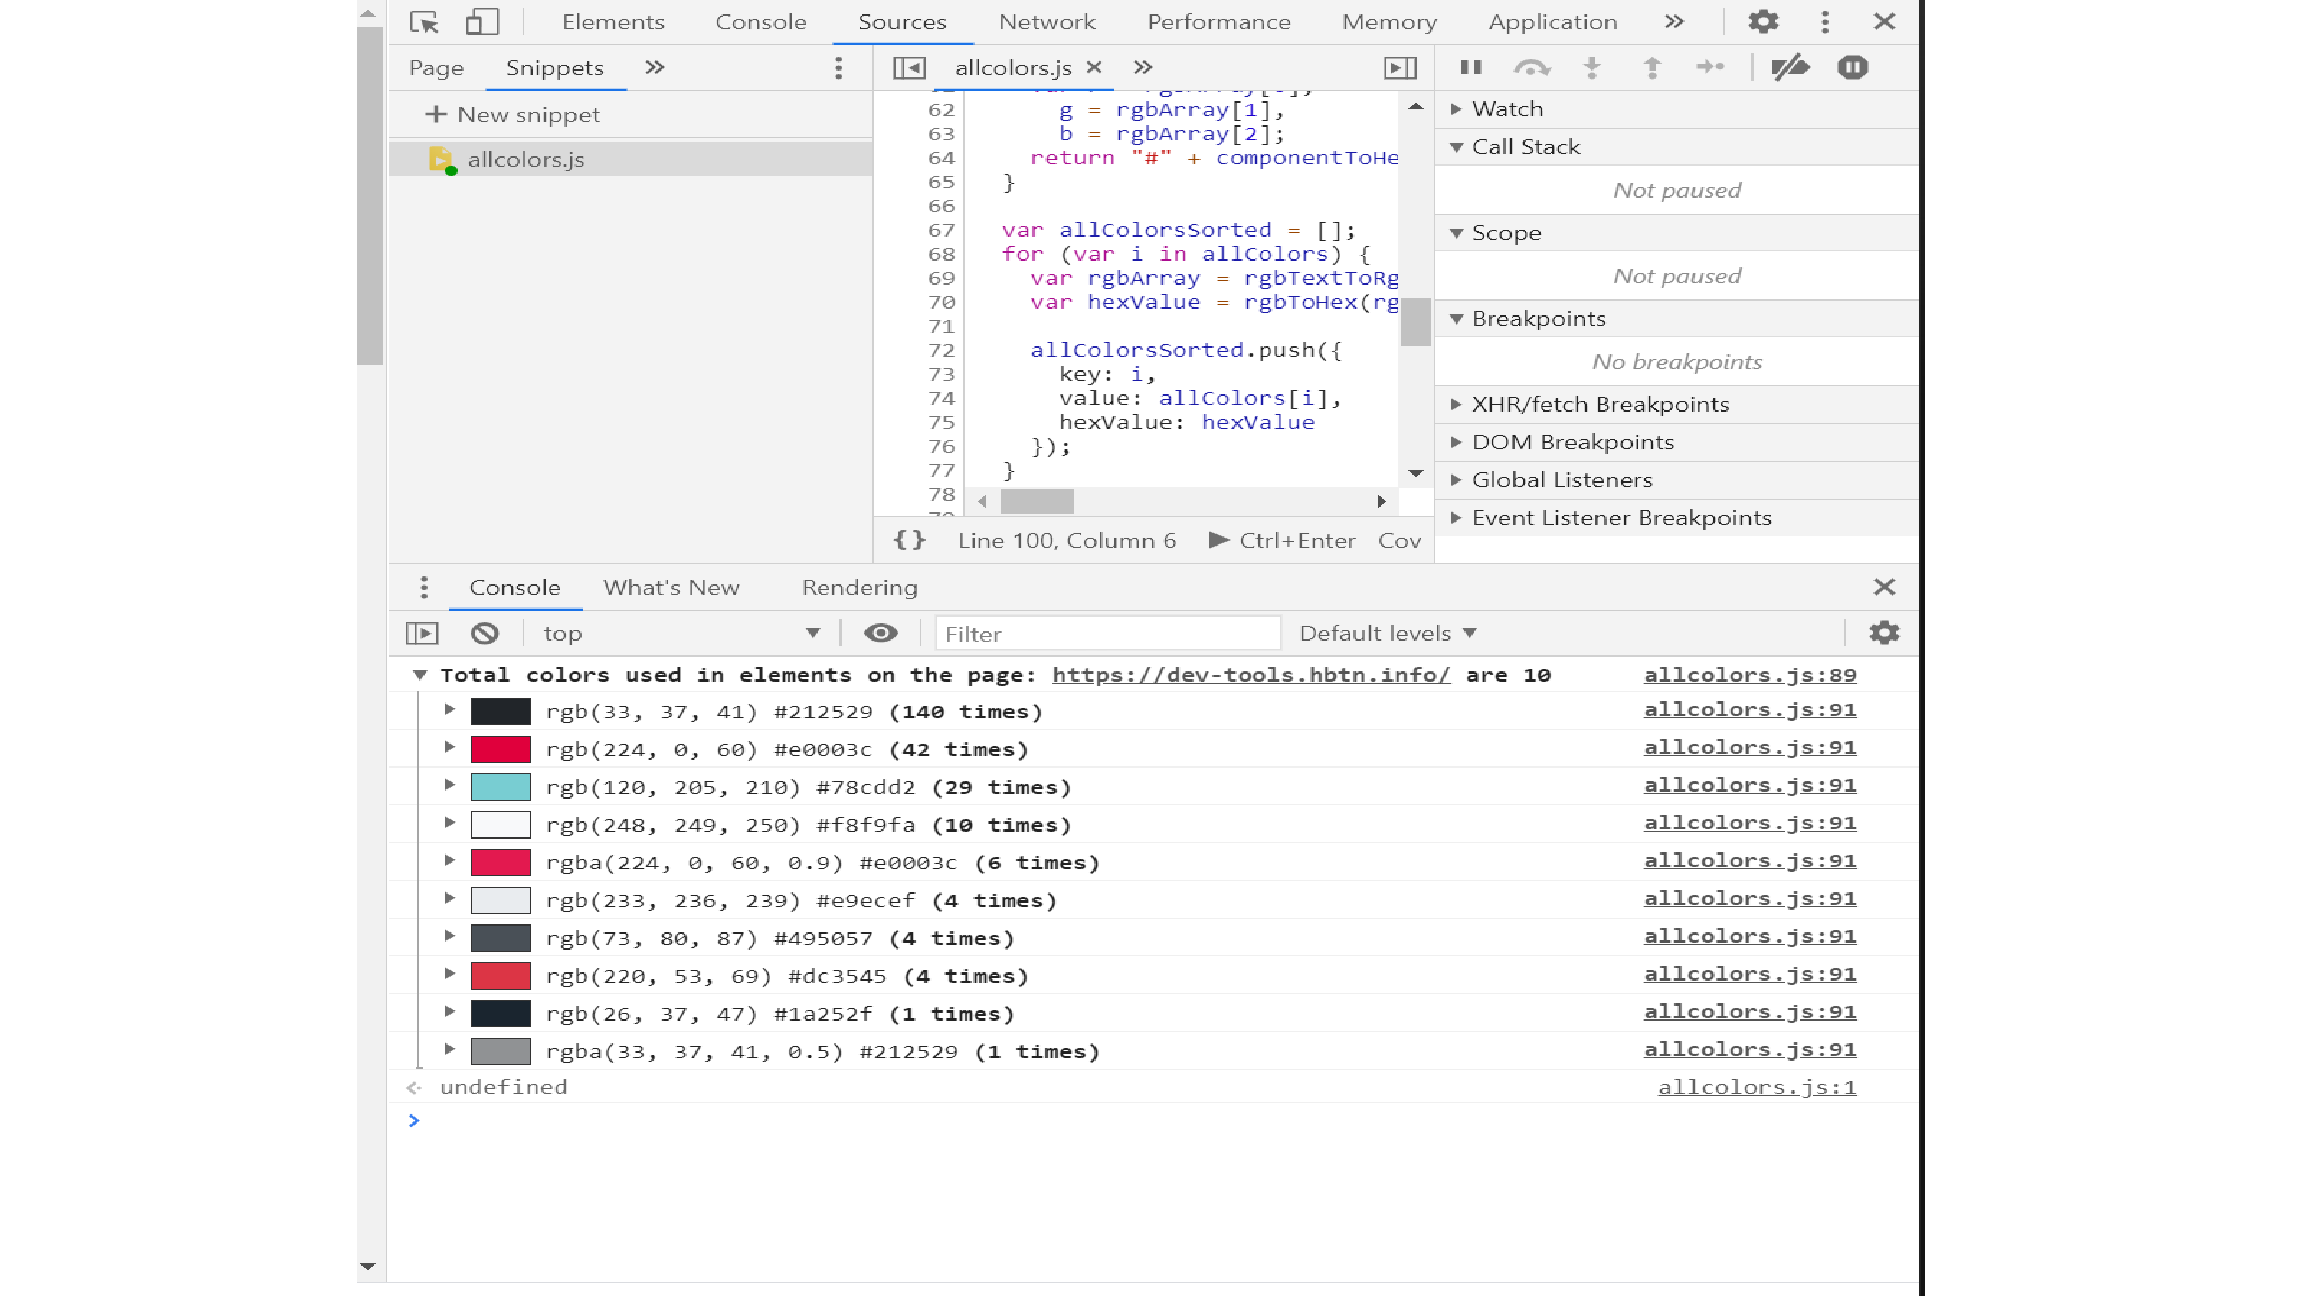 Elements Console Sources Network Performance Memory Application »
Page Snippets »
allcolors.js × »
+ New snippet
allcolors.js
62 g = rgbArray[1],
63 b = rgbArray[2];
64 return "#" + componentToHe
65 }
66
67 var allColorsSorted = [];
68 for (var i in allColors) {
69 var rgbArray = rgbTextToRg
70 var hexValue = rgbToHex(rg
71
72 allColorsSorted.push({
73 key: i,
74 value: allColors[i],
75 hexValue: hexValue
76 });
77 }
78
{} Line 100, Column 6 Ctrl+Enter Cov
Watch
Call Stack
Not paused
Scope
Not paused
Breakpoints
No breakpoints
XHR/fetch Breakpoints
DOM Breakpoints
Global Listeners
Event Listener Breakpoints
Console What's New Rendering
top Filter Default levels
Total colors used in elements on the page: https://dev-tools.hbtn.info/ are 10 allcolors.js:89
rgb(33, 37, 41) #212529 (140 times) allcolors.js:91
rgb(224, 0, 60) #e0003c (42 times) allcolors.js:91
rgb(120, 205, 210) #78cdd2 (29 times) allcolors.js:91
rgb(248, 249, 250) #f8f9fa (10 times) allcolors.js:91
rgba(224, 0, 60, 0.9) #e0003c (6 times) allcolors.js:91
rgb(233, 236, 239) #e9ecef (4 times) allcolors.js:91
rgb(73, 80, 87) #495057 (4 times) allcolors.js:91
rgb(220, 53, 69) #dc3545 (4 times) allcolors.js:91
rgb(26, 37, 47) #1a252f (1 times) allcolors.js:91
rgba(33, 37, 41, 0.5) #212529 (1 times) allcolors.js:91
undefined allcolors.js:1
>